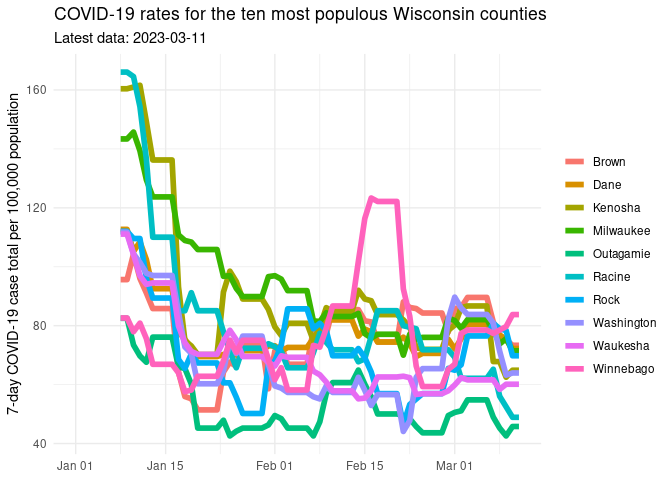 COVID-19 rates for the ten most populous Wisconsin counties
Latest data: 2023-03-11
7-day COVID-19 case total per 100,000 population
160
120
80
40
Jan 01
Jan 15
Feb 01
Feb 15
Mar 01
Brown
Dane
Kenosha
Milwaukee
Outagamie
Racine
Rock
Washington
Waukesha
Winnebago